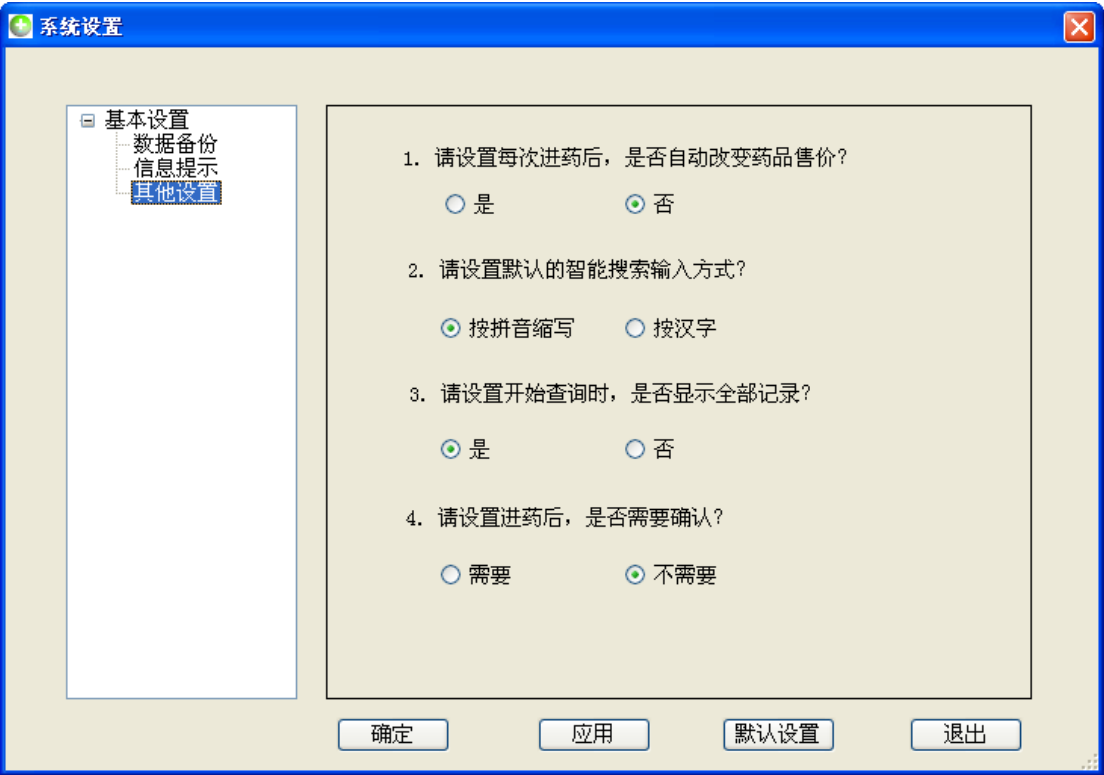 系统设置
基本设置
数据备份
信息提示
其他设置
1. 请设置每次进药后，是否自动改变药品售价？
是 否
2. 请设置默认的智能搜索输入方式？
按拼音缩写 按汉字
3. 请设置开始查询时，是否显示全部记录？
是 否
4. 请设置进药后，是否需要确认？
需要 不需要
确定 应用 默认设置 退出